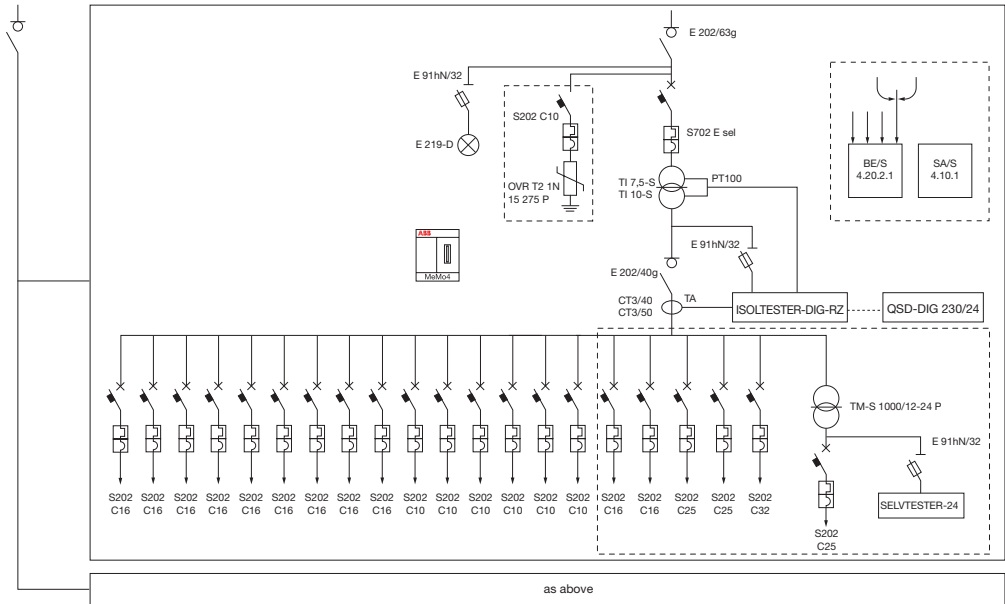 E 202/63g
E 91hN/32
S202 C10
E 219-D
S702 E sel
OVR T2 1N
15 275 P
TI 7,5-S
TI 10-S
PT100
BE/S
4.20.2.1
SA/S
4.10.1
ABB
MeMo4
E 91hN/32
E 202/40g
CT3/40
CT3/50
TA
ISOLTESTER-DIG-RZ
QSD-DIG 230/24
TM-S 1000/12-24 P
E 91hN/32
SELVTESTER-24
S202 S202 S202 S202 S202 S202 S202 S202 S202 S202 S202 S202 S202 S202 S202 S202 S202 S202 S202 S202
C16 C16 C16 C16 C16 C16 C16 C16 C16 C10 C10 C10 C10 C10 C10 C16 C16 C25 C25 C32
S202
C25
as above